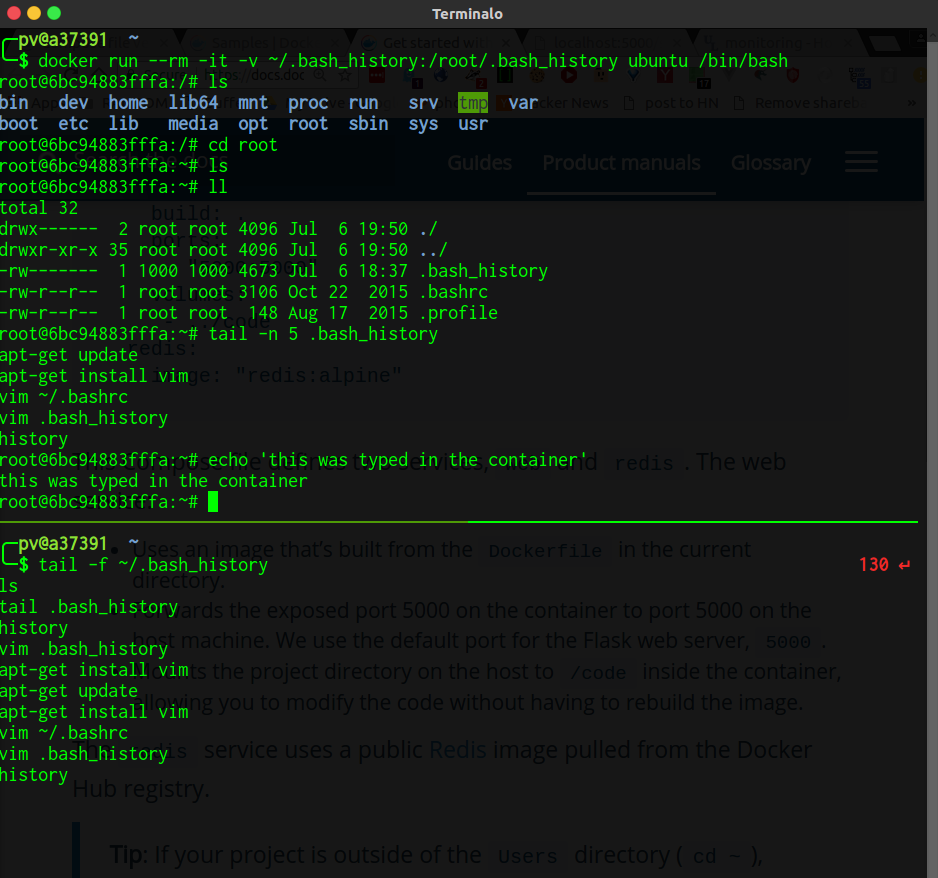 Terminalo
pv@a37391 ~
$ docker run --rm -it -v ~/.bash_history:/root/.bash_history ubuntu /bin/bash
root@6bc94883fffa:/# ls
bin dev home lib64 mnt proc run srv tmp var
boot etc lib media opt root sbin sys usr
root@6bc94883fffa:/# cd root
root@6bc94883fffa:~# ls
root@6bc94883fffa:~# ll
total 32
drwx------ 2 root root 4096 Jul 6 19:50 ./
drwxr-xr-x 35 root root 4096 Jul 6 19:50 ../
-rw------- 1 1000 1000 4673 Jul 6 18:37 .bash_history
-rw-r--r-- 1 root root 3106 Oct 22 2015 .bashrc
-rw-r--r-- 1 root root 148 Aug 17 2015 .profile
root@6bc94883fffa:~# tail -n 5 .bash_history
apt-get update
apt-get install vim
vim ~/.bashrc
vim .bash_history
history
root@6bc94883fffa:~# echo 'this was typed in the container'
this was typed in the container
root@6bc94883fffa:~#
pv@a37391 ~
$ tail -f ~/.bash_history 130 ↵
ls
tail .bash_history
history
vim .bash_history
apt-get install vim
apt-get update
apt-get install vim
vim ~/.bashrc
vim .bash_history
history
Get started with
Hacker News post to HN Remove share
Guides Product manuals Glossary
build:
redis:
image: "redis:alpine"
and redis . The web
Uses an image that's built from the Dockerfile in the current
directory.
Forwards the exposed port 5000 on the container to port 5000 on the
host machine. We use the default port for the Flask web server, 5000 .
Mounts the project directory on the host to /code inside the container,
allowing you to modify the code without having to rebuild the image.
The redis service uses a public Redis image pulled from the Docker
Hub registry.
Tip: If your project is outside of the Users directory ( cd ~ ),